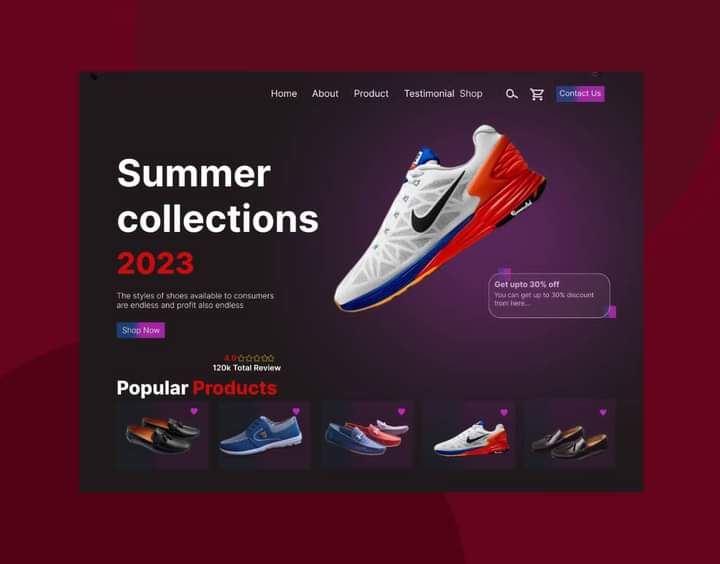 Home About Product Testimonial Shop
Contact Us
Summer
collections
2023
The styles of shoes available to consumers
are endless and profit also endless
Shop Now
Get upto 30% off
You can get up to 30% discount
from here...
4.9
120k Total Review
Popular Products